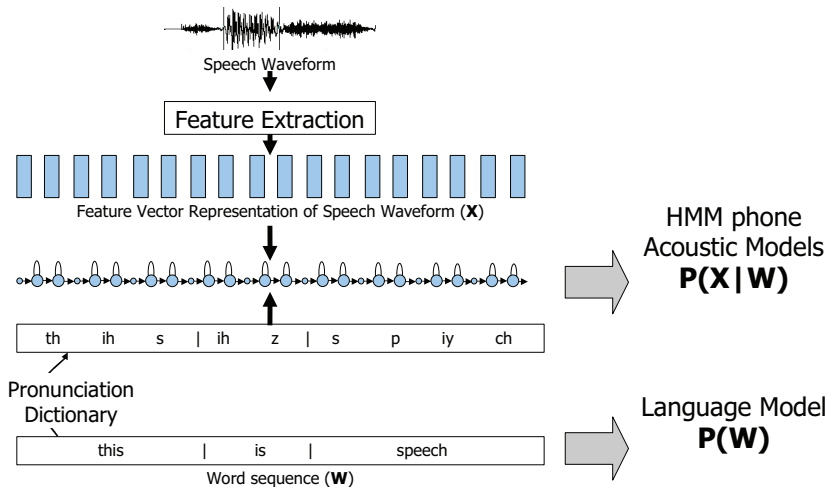 Speech Waveform
Feature Extraction
Feature Vector Representation of Speech Waveform (X)
HMM phone
Acoustic Models
P(X|W)
th ih s | ih z | s p iy ch
Pronunciation
Dictionary
Language Model
P(W)
this | is | speech
Word sequence (W)